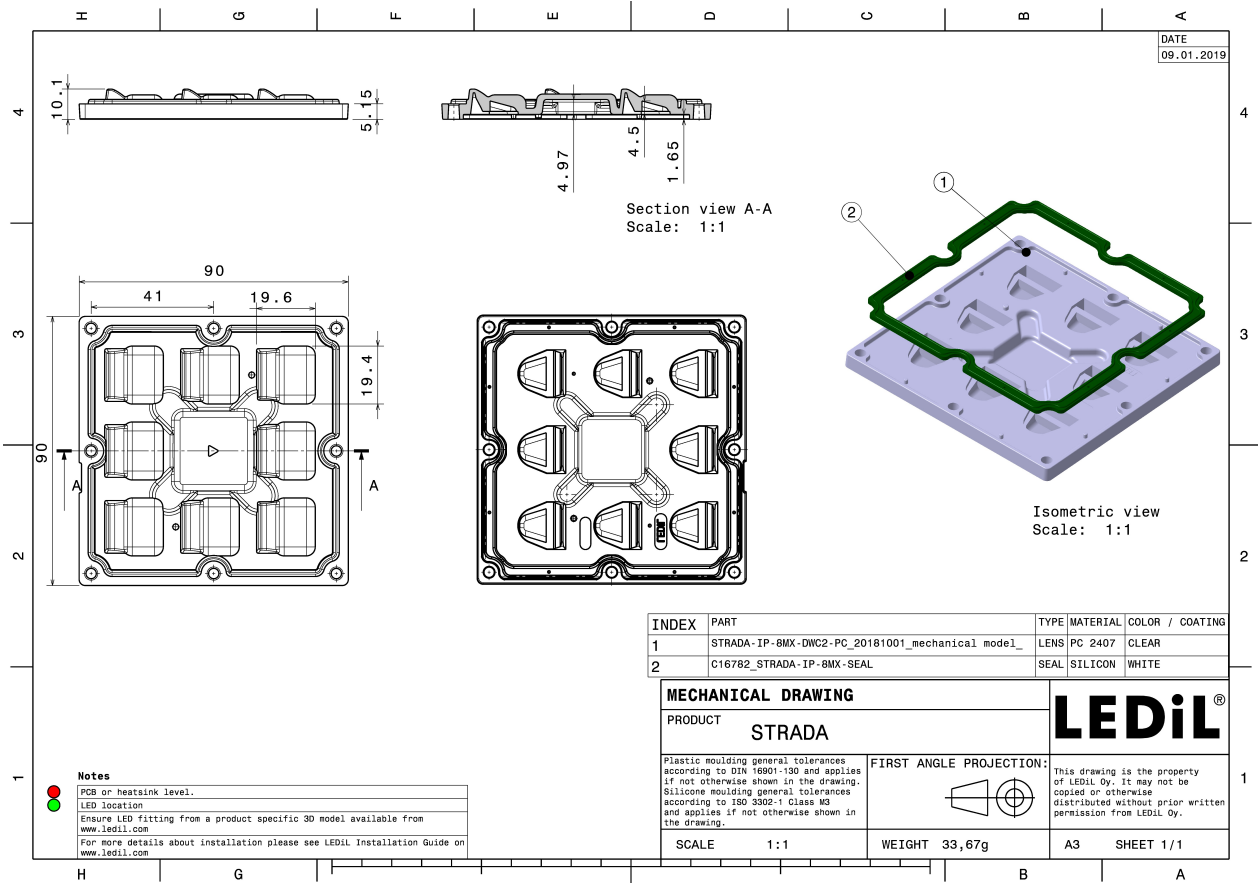 H G F E D C B A
DATE
09.01.2019
4
4
10.1
5.15
4.97
4.5
1.65
Section view A-A
Scale: 1:1
1
2
90
41
19.6
19.4
90
3
3
A
A
LEDiL
Isometric view
Scale: 1:1
2
2
INDEX PART TYPE MATERIAL COLOR / COATING
1 STRADA-IP-8MX-DWC2-PC_20181001_mechanical model_ LENS PC 2407 CLEAR
2 C16782_STRADA-IP-8MX-SEAL SEAL SILICON WHITE
MECHANICAL DRAWING
PRODUCT
STRADA
LEDiL®
Plastic moulding general tolerances
according to DIN 16901-130 and applies
if not otherwise shown in the drawing.
Silicone moulding general tolerances
according to ISO 3302-1 Class M3
and applies if not otherwise shown in
the drawing.
FIRST ANGLE PROJECTION:
This drawing is the property
of LEDiL Oy. It may not be
copied or otherwise
distributed without prior written
permission from LEDiL Oy.
SCALE 1:1
WEIGHT 33,67g
A3 SHEET 1/1
1
1
Notes
PCB or heatsink level.
LED location
Ensure LED fitting from a product specific 3D model available from
www.ledil.com
For more details about installation please see LEDiL Installation Guide on
www.ledil.com
H G B A